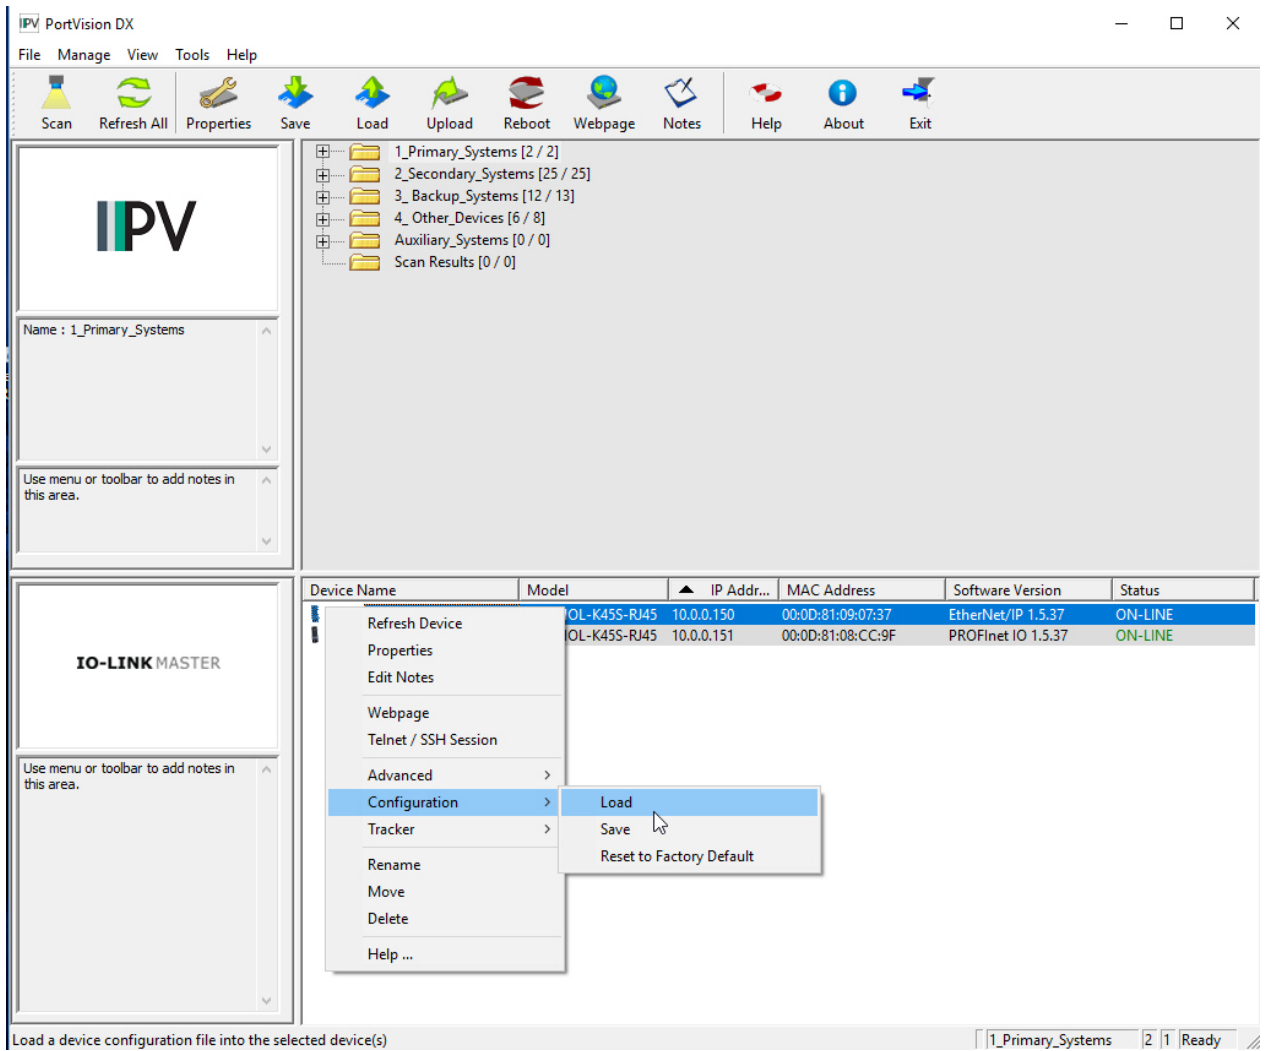 IPV PortVision DX
File Manage View Tools Help
Scan Refresh All Properties Save Load Upload Reboot Webpage Notes Help About Exit
1_Primary_Systems [2 / 2]
2_Secondary_Systems [25 / 25]
3_ Backup_Systems [12 / 13]
4_ Other_Devices [6 / 8]
Auxiliary_Systems [0 / 0]
Scan Results [0 / 0]
IPV
Name : 1_Primary_Systems
Use menu or toolbar to add notes in
this area.
Device Name Model IP Addr... MAC Address Software Version Status
IOL-K45S-RJ45 10.0.0.150 00:0D:81:09:07:37 EtherNet/IP 1.5.37 ON-LINE
IOL-K45S-RJ45 10.0.0.151 00:0D:81:08:CC:9F PROFInet IO 1.5.37 ON-LINE
IO-LINK MASTER
Use menu or toolbar to add notes in
this area.
Refresh Device
Properties
Edit Notes
Webpage
Telnet / SSH Session
Advanced
Configuration
Tracker
Rename
Move
Delete
Help ...
Load
Save
Reset to Factory Default
Load a device configuration file into the selected device(s) 1_Primary_Systems 2 1 Ready